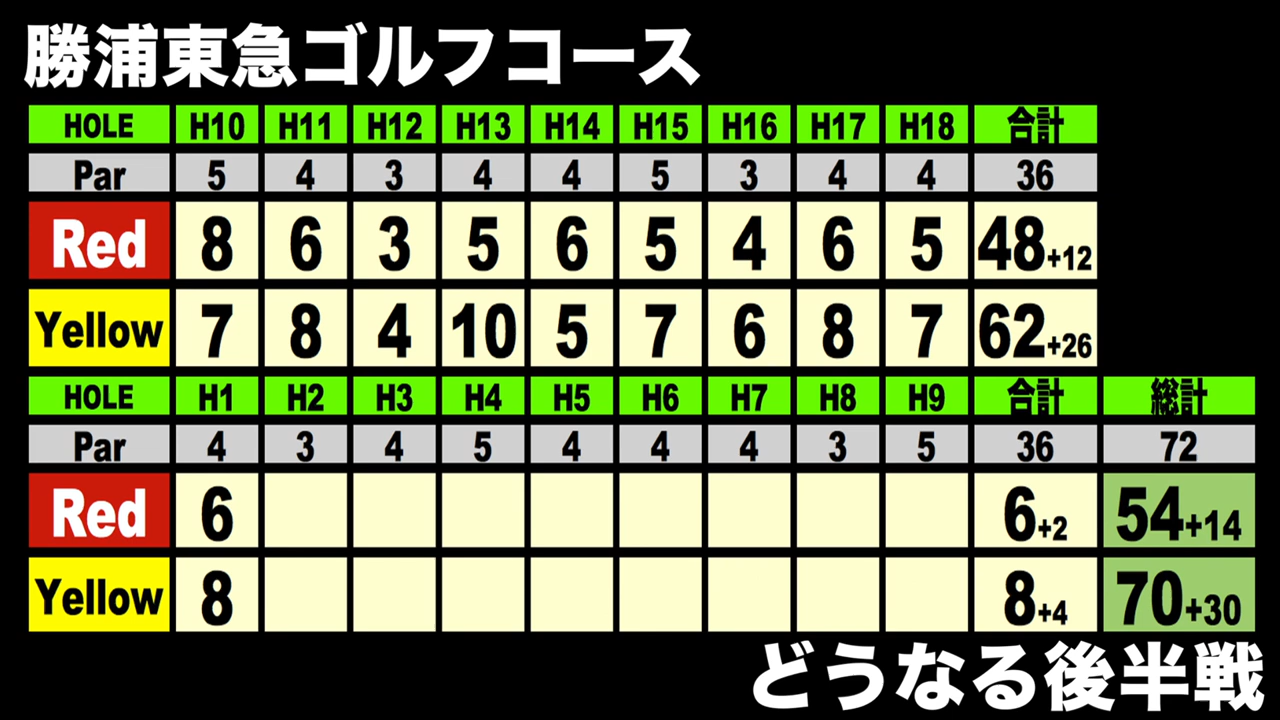 勝浦東急ゴルフコース
HOLE H10 H11 H12 H13 H14 H15 H16 H17 H18 合計
Par 5 4 3 4 4 5 3 4 4 36
Red 8 6 3 5 6 5 4 6 5 48+12
Yellow 7 8 4 10 5 7 6 8 7 62+26
HOLE H1 H2 H3 H4 H5 H6 H7 H8 H9 合計 総計
Par 4 3 4 5 4 4 4 3 5 36 72
Red 6 6+2 54+14
Yellow 8 8+4 70+30
どうなる後半戦